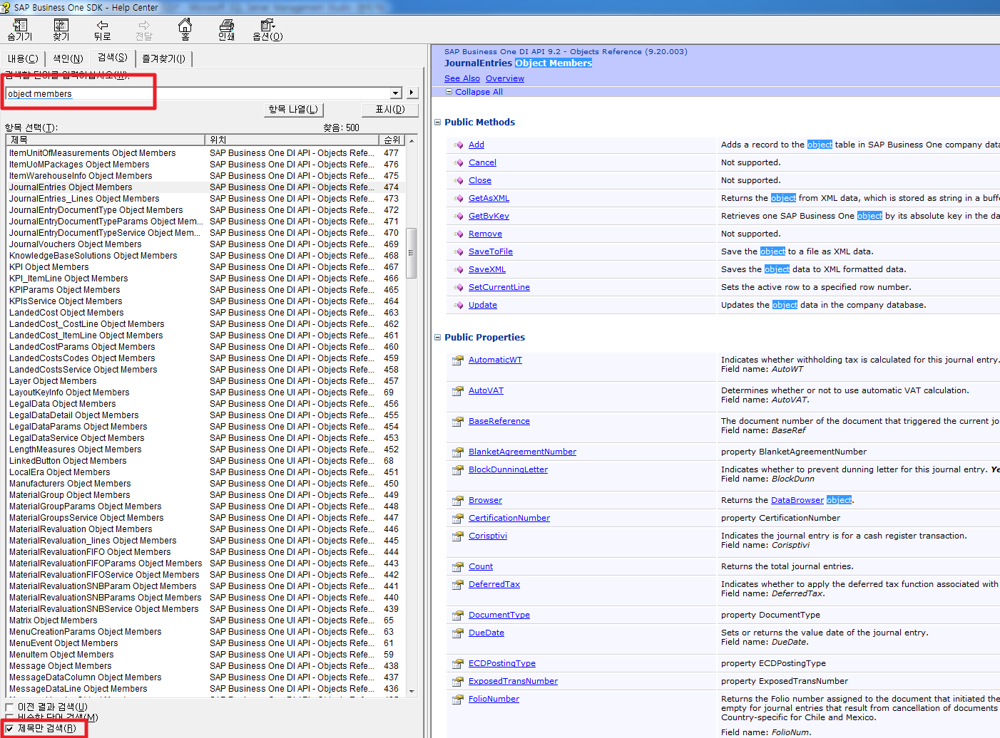 SAP Business One SDK - Help Center
숨기기 찾기 뒤로 전달 홈 인쇄 옵션(O)
내용(C) 색인(N) 검색(S) 즐겨찾기(I)
검색할 단어를 입력하십시오(W):
object members
항목 나열(L) 표시(D)
항목 선택(T): 찾음: 500
제목 위치 순위
ItemUnitOfMeasurements Object Members SAP Business One DI API - Objects Refe... 477
ItemUoMPackages Object Members SAP Business One DI API - Objects Refe... 476
ItemWarehouseInfo Object Members SAP Business One DI API - Objects Refe... 475
JournalEntries Object Members SAP Business One DI API - Objects Refe... 474
JournalEntries_Lines Object Members SAP Business One DI API - Objects Refe... 473
JournalEntryDocumentType Object Members SAP Business One DI API - Objects Refe... 472
JournalEntryDocumentTypeParams Object Mem... SAP Business One DI API - Objects Refe... 471
JournalEntryDocumentTypeService Object Mem... SAP Business One DI API - Objects Refe... 470
JournalVouchers Object Members SAP Business One DI API - Objects Refe... 469
KnowledgeBaseSolutions Object Members SAP Business One DI API - Objects Refe... 468
KPI Object Members SAP Business One DI API - Objects Refe... 467
KPI_ItemLine Object Members SAP Business One DI API - Objects Refe... 466
KPIParams Object Members SAP Business One DI API - Objects Refe... 465
KPIsService Object Members SAP Business One DI API - Objects Refe... 464
LandedCost Object Members SAP Business One DI API - Objects Refe... 463
LandedCost_CostLine Object Members SAP Business One DI API - Objects Refe... 462
LandedCost_ItemLine Object Members SAP Business One DI API - Objects Refe... 461
LandedCostParams Object Members SAP Business One DI API - Objects Refe... 460
LandedCostsCodes Object Members SAP Business One DI API - Objects Refe... 459
LandedCostsService Object Members SAP Business One DI API - Objects Refe... 458
Layer Object Members SAP Business One DI API - Objects Refe... 457
LayoutKeyInfo Object Members SAP Business One UI API - Objects Refe... 69
LegalData Object Members SAP Business One DI API - Objects Refe... 456
LegalDataDetail Object Members SAP Business One DI API - Objects Refe... 455
LegalDataParams Object Members SAP Business One DI API - Objects Refe... 454
LegalDataService Object Members SAP Business One DI API - Objects Refe... 453
LengthMeasures Object Members SAP Business One DI API - Objects Refe... 452
LinkedButton Object Members SAP Business One UI API - Objects Refe... 68
LocalEra Object Members SAP Business One DI API - Objects Refe... 451
Manufacturers Object Members SAP Business One DI API - Objects Refe... 450
MaterialGroup Object Members SAP Business One DI API - Objects Refe... 449
MaterialGroupParams Object Members SAP Business One DI API - Objects Refe... 448
MaterialGroupsService Object Members SAP Business One DI API - Objects Refe... 447
MaterialRevaluation Object Members SAP Business One DI API - Objects Refe... 446
MaterialRevaluation_lines Object Members SAP Business One DI API - Objects Refe... 445
MaterialRevaluationFIFO Object Members SAP Business One DI API - Objects Refe... 444
MaterialRevaluationFIFOParams Object Members SAP Business One DI API - Objects Refe... 443
MaterialRevaluationFIFOService Object Members SAP Business One DI API - Objects Refe... 442
MaterialRevaluationSNBParam Object Members SAP Business One DI API - Objects Refe... 441
MaterialRevaluationSNBParams Object Members SAP Business One DI API - Objects Refe... 440
MaterialRevaluationSNBService Object Members SAP Business One DI API - Objects Refe... 439
Matrix Object Members SAP Business One UI API - Objects Refe... 65
MenuCreationParams Object Members SAP Business One UI API - Objects Refe... 63
MenuEvent Object Members SAP Business One UI API - Objects Refe... 61
MenuItem Object Members SAP Business One UI API - Objects Refe... 59
Message Object Members SAP Business One DI API - Objects Refe... 438
MessageDataColumn Object Members SAP Business One DI API - Objects Refe... 437
MessageDataLine Object Members SAP Business One DI API - Objects Refe... 436
이전 결과 검색(U)
비슷한 단어 검색(M)
제목만 검색(R)
SAP Business One DI API 9.2 - Objects Reference (9.20.003)
JournalEntries Object Members
See Also Overview
Collapse All
Public Methods
Add Adds a record to the object table in SAP Business One company data
Cancel Not supported.
Close Not supported.
GetAsXML Returns the object from XML data, which is stored as string in a buffe
GetByKey Retrieves one SAP Business One object by its absolute key in the da
Remove Not supported.
SaveToFile Save the object to a file as XML data.
SaveXML Saves the object data to XML formatted data.
SetCurrentLine Sets the active row to a specified row number.
Update Updates the object data in the company database.
Public Properties
AutomaticWT Indicates whether withholding tax is calculated for this journal entry.
Field name: AutoWT
AutoVAT Determines whether or not to use automatic VAT calculation.
Field name: AutoVAT.
BaseReference The document number of the document that triggered the current jo
Field name: BaseRef
BlanketAgreementNumber property BlanketAgreementNumber
BlockDunningLetter Indicates whether to prevent dunning letter for this journal entry. Ye
Field name: BlockDunn
Browser Returns the DataBrowser object.
CertificationNumber property CertificationNumber
Corisptivi Indicates the journal entry is for a cash register transaction.
Field name: Corisptivi
Count Returns the total journal entries.
DeferredTax Indicates whether to apply the deferred tax function associated with
Field name: DeferredTax.
DocumentType property DocumentType
DueDate Sets or returns the value date of the journal entry.
Field name: DueDate.
ECDPostingType property ECDPostingType
ExposedTransNumber property ExposedTransNumber
FolioNumber Returns the Folio number assigned to the document that initiated the
empty for journal entries that result from cancellation of documents
Country-specific for Chile and Mexico.
Field name: FolioNum.